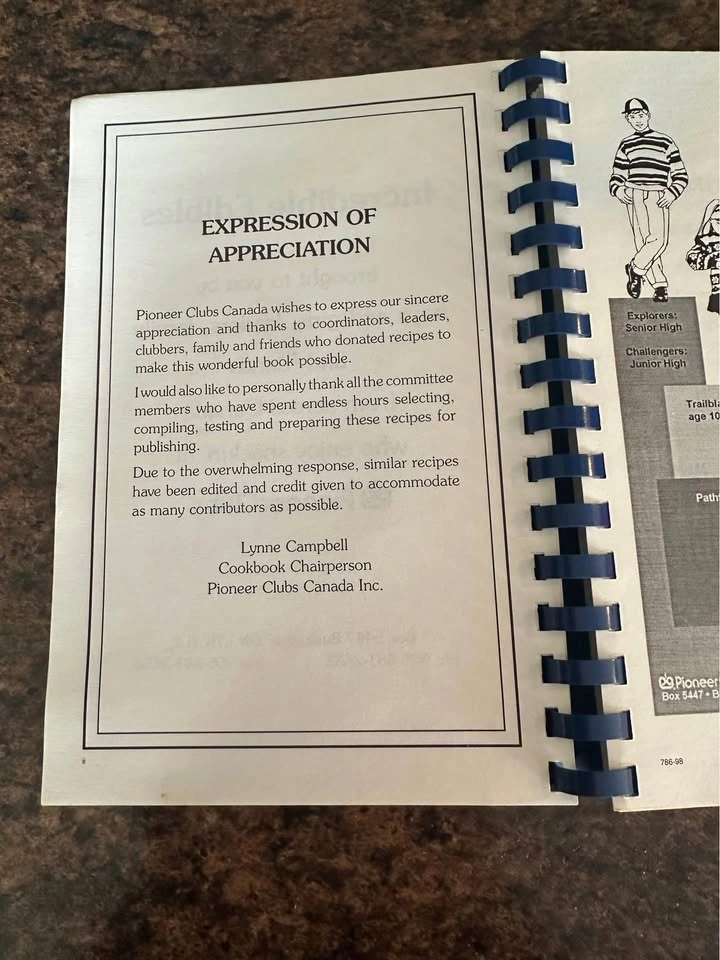 EXPRESSION OF
APPRECIATION
Pioneer Clubs Canada wishes to express our sincere
appreciation and thanks to coordinators, leaders,
clubbers, family and friends who donated recipes to
make this wonderful book possible.
I would also like to personally thank all the committee
members who have spent endless hours selecting,
compiling, testing and preparing these recipes for
publishing.
Due to the overwhelming response, similar recipes
have been edited and credit given to accommodate
as many contributors as possible.
Lynne Campbell
Cookbook Chairperson
Pioneer Clubs Canada Inc.
Explorers:
Senior High
Challengers:
Junior High
Trailbla
age 10
Path
Pioneer
Box 5447 • B
786-98